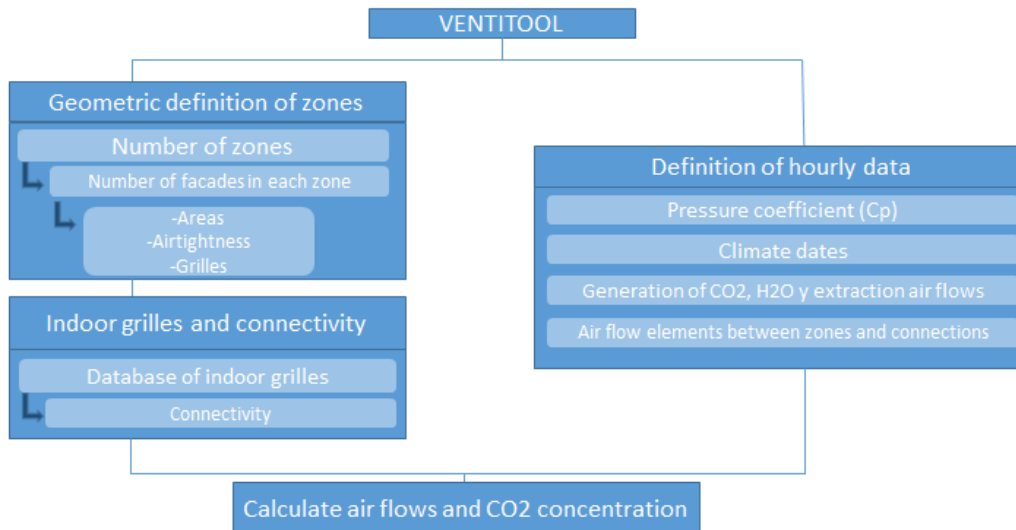 VENTITOOL
Geometric definition of zones
Number of zones
Number of facades in each zone
-Areas
-Airtightness
-Grilles
Indoor grilles and connectivity
Database of indoor grilles
Connectivity
Definition of hourly data
Pressure coefficient (Cp)
Climate dates
Generation of CO2, H2O y extraction air flows
Air flow elements between zones and connections
Calculate air flows and CO2 concentration